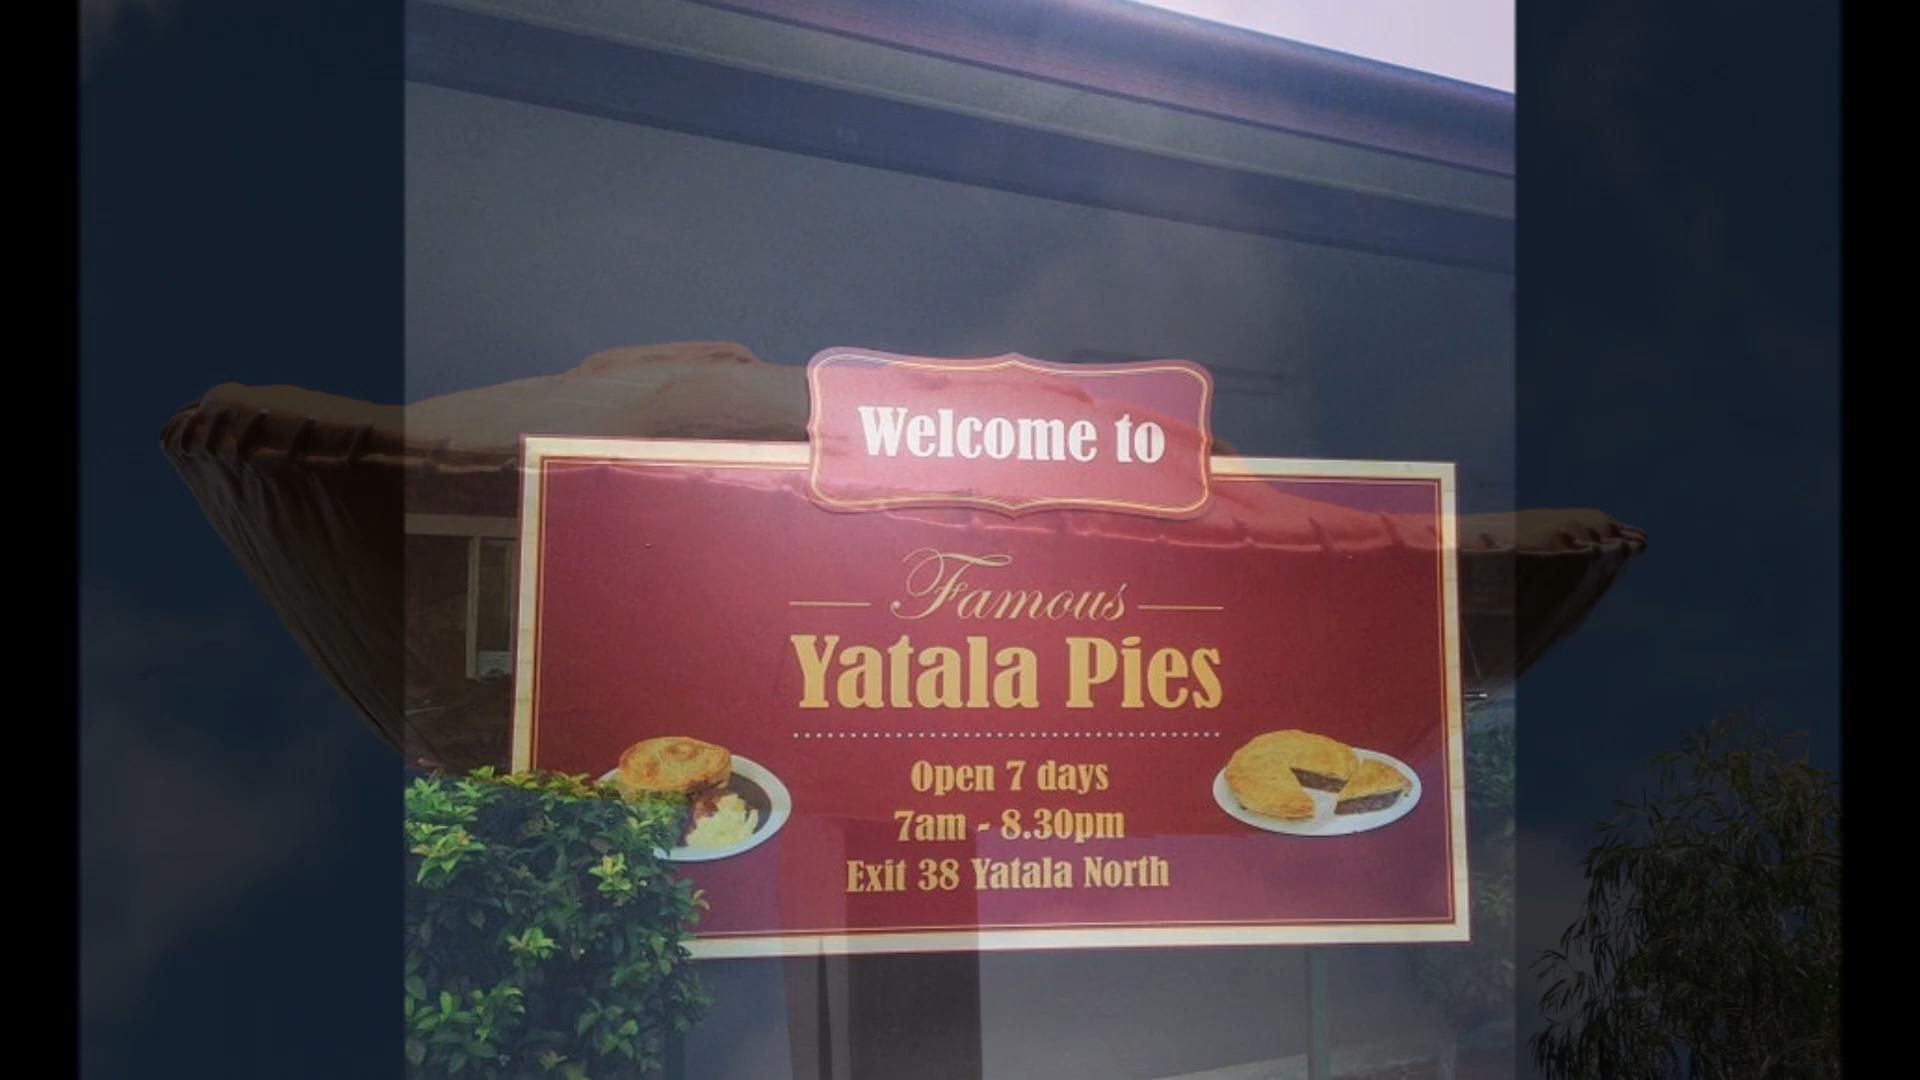 Welcome to
Famous
Yatala Pies
Open 7 days
7am - 8.30pm
Exit 38 Yatala North